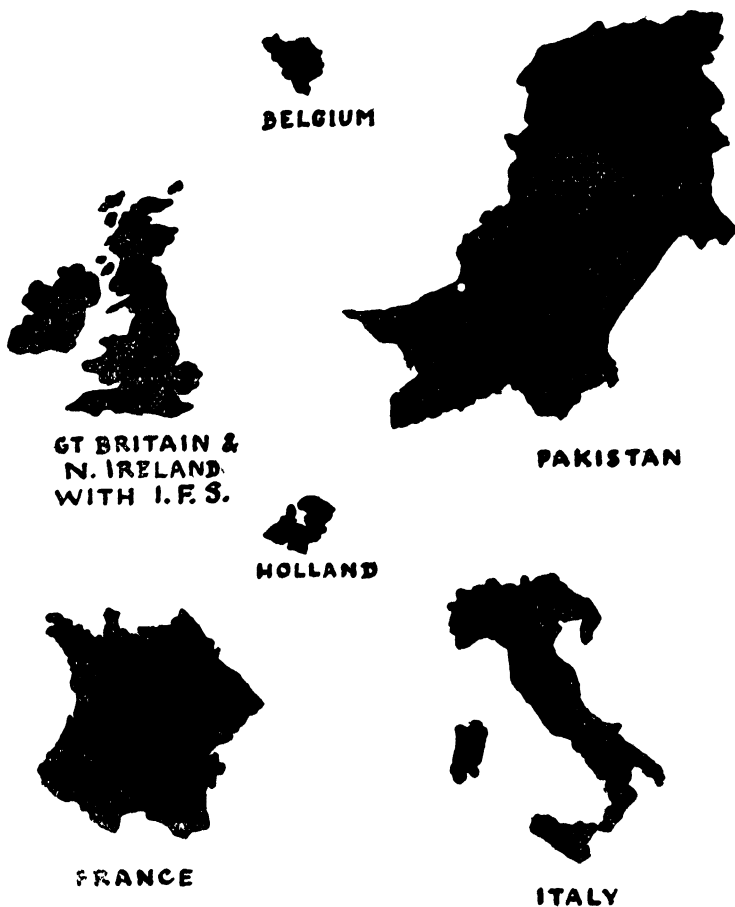 BELGIUM
GT BRITAIN &
N. IRELAND
WITH I.F.S.
PAKISTAN
HOLLAND
FRANCE
ITALY